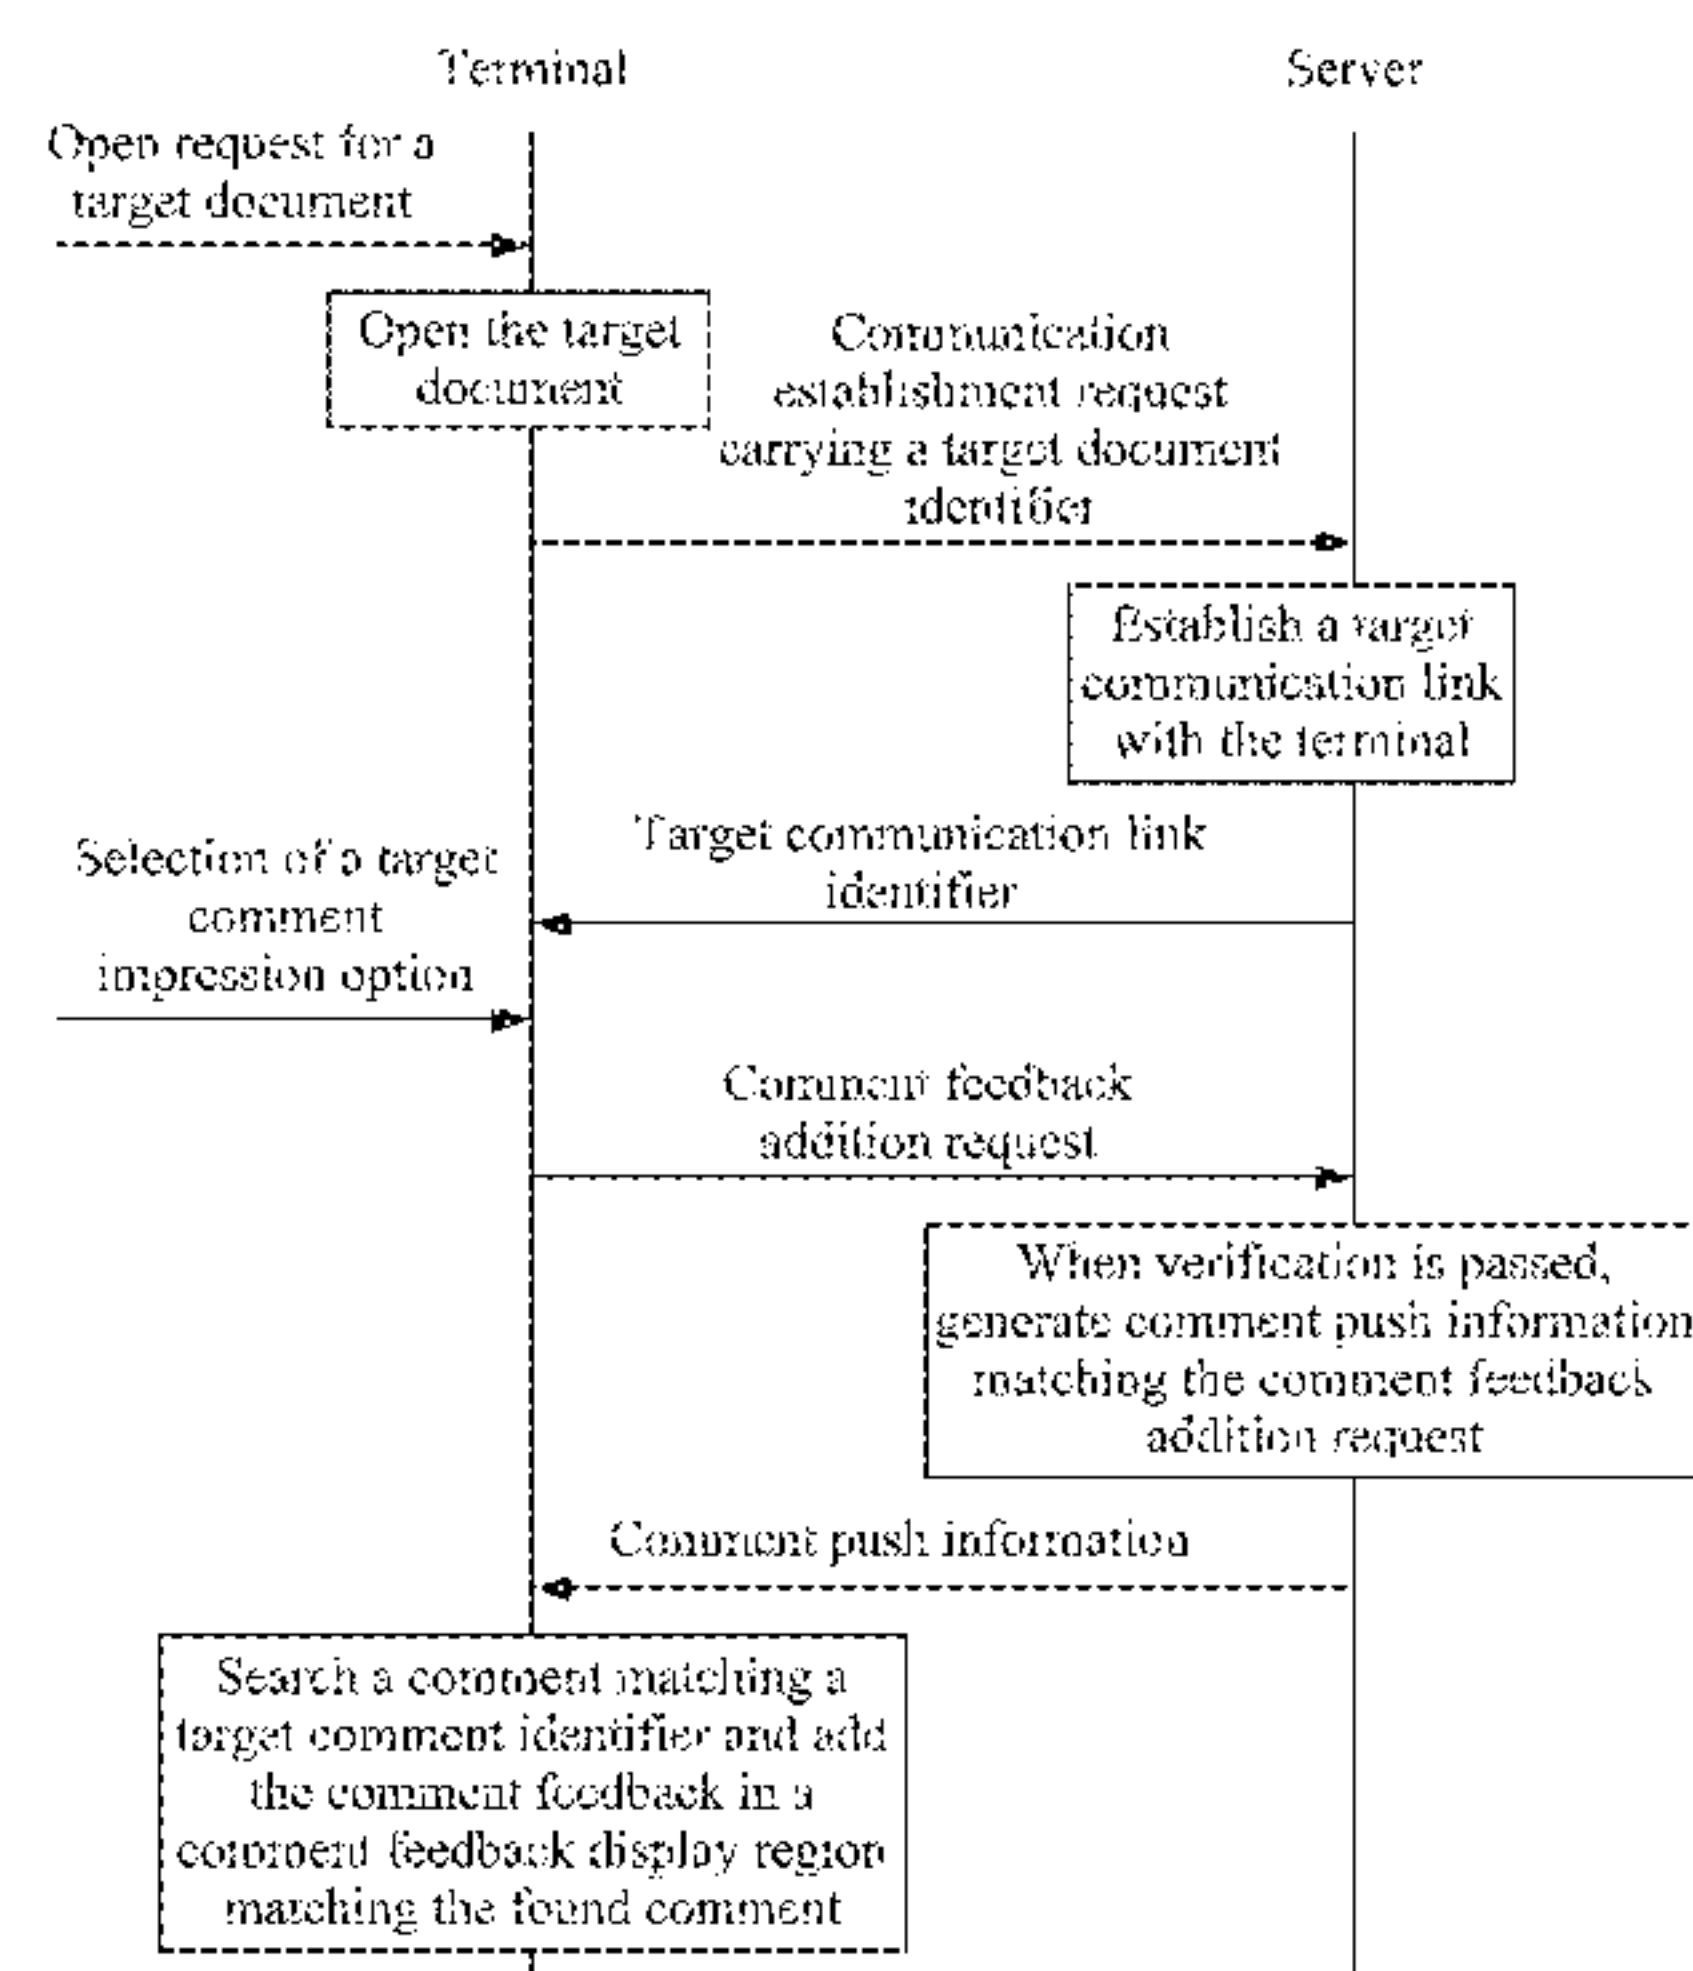 Terminal
Server
Open request for a
target document
Open the target
document
Communication
establishment request
carrying a target document
identifier
Establish a target
communication link
with the terminal
Target communication link
identifier
Selection of a target
comment
impression option
Comment feedback
addition request
When verification is passed,
generate comment push information
matching the comment feedback
addition request
Comment push information
Search a comment matching a
target comment identifier and add
the comment feedback in a
comment feedback display region
matching the found comment